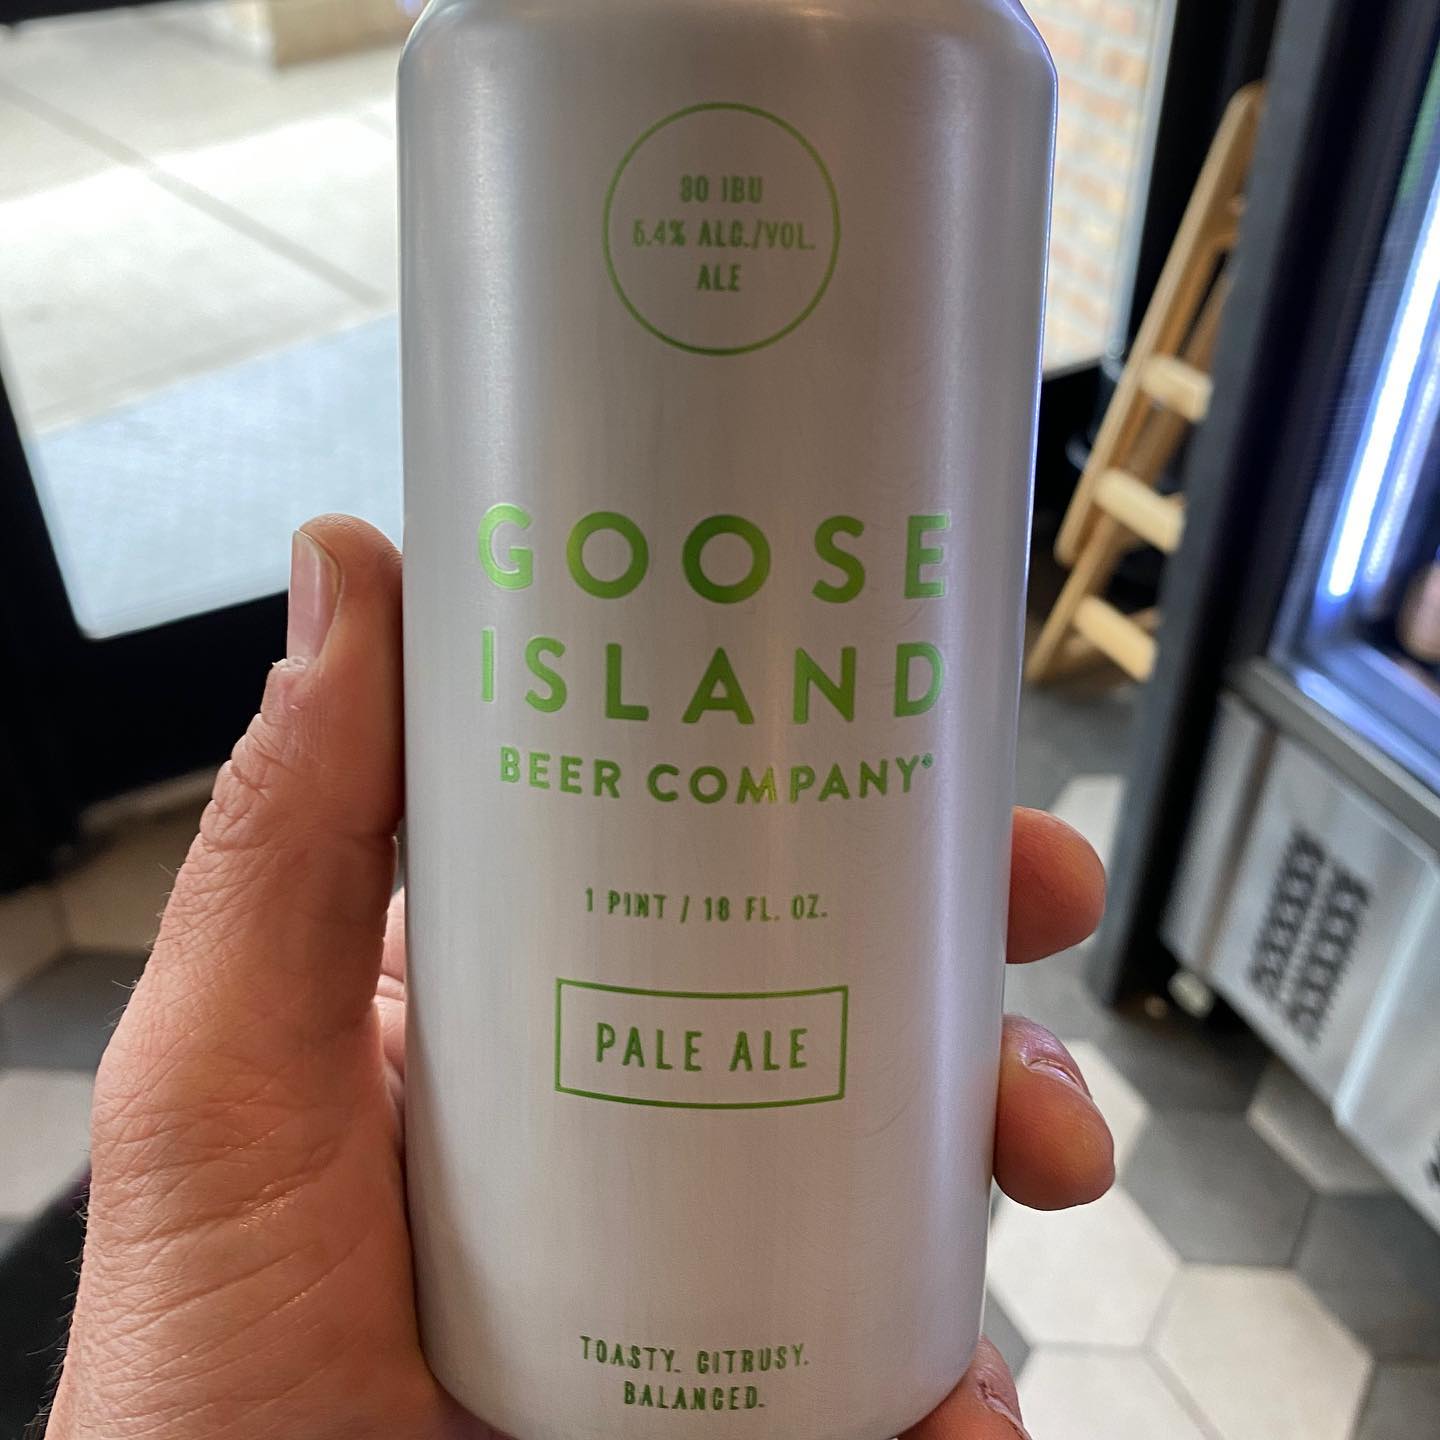 30 IBU
5.4% ALC./VOL.
ALE
GOOSE
ISLAND
BEER COMPANY®
1 PINT / 16 FL. OZ.
PALE ALE
TOASTY. CITRUSY.
BALANCED.